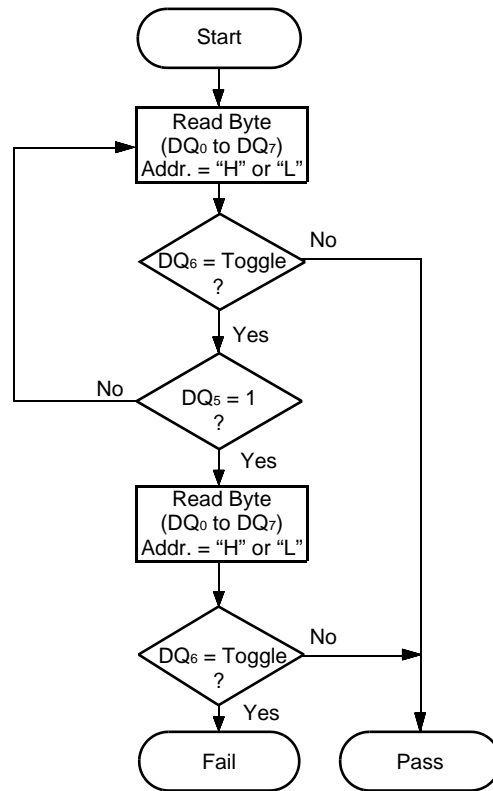 Start
Read Byte
(DQ0 to DQ7)
Addr. = “H” or “L”
No
DQ6 = Toggle
?
Yes
No
DQ5 = 1
?
Yes
Read Byte
(DQ0 to DQ7)
Addr. = “H” or “L”
No
DQ6 = Toggle
?
Yes
Fail
Pass